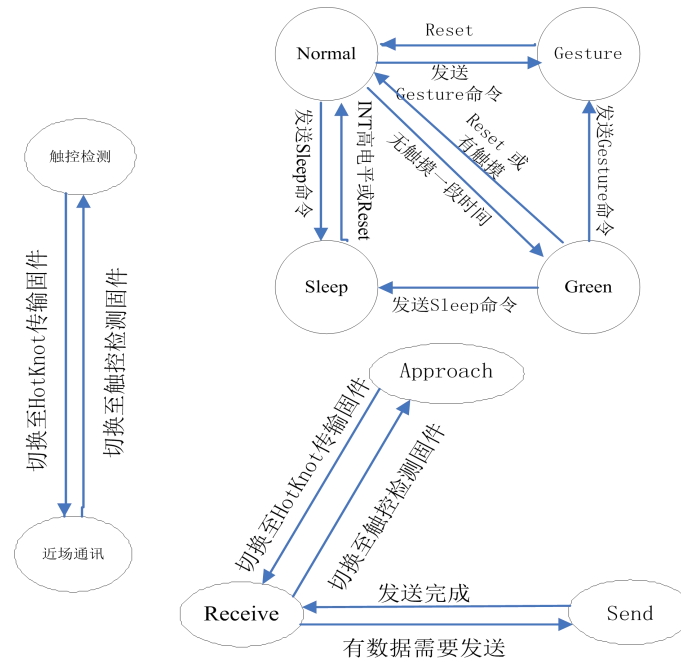 Reset
Normal
Gesture
发送
Gesture命令
Reset 或
有触摸
无触摸一段时间
发送Sleep命令
INT高电平或Reset
发送Gesture命令
Sleep
Green
发送Sleep命令
触控检测
切换至HotKnot传输固件
切换至触控检测固件
近场通讯
Approach
切换至HotKnot传输固件
切换至触控检测固件
Receive
发送完成
Send
有数据需要发送